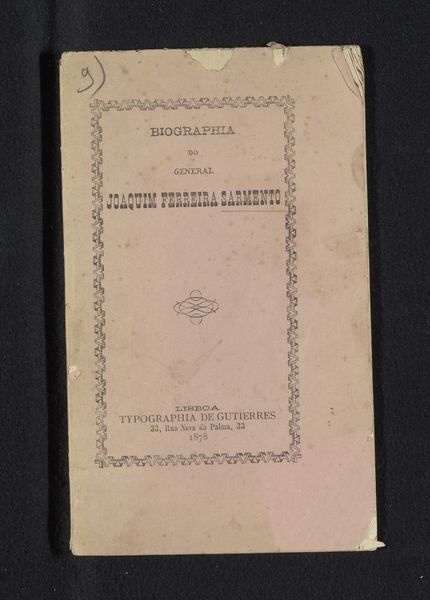 9)
BIOGRAPHIA
DO
GENERAL
JOAQUIM FERREIRA SARMENTO
LISBOA
TYPOGRAPHIA DE GUTIERRES
33, Rua Nova da Palma, 33
1878